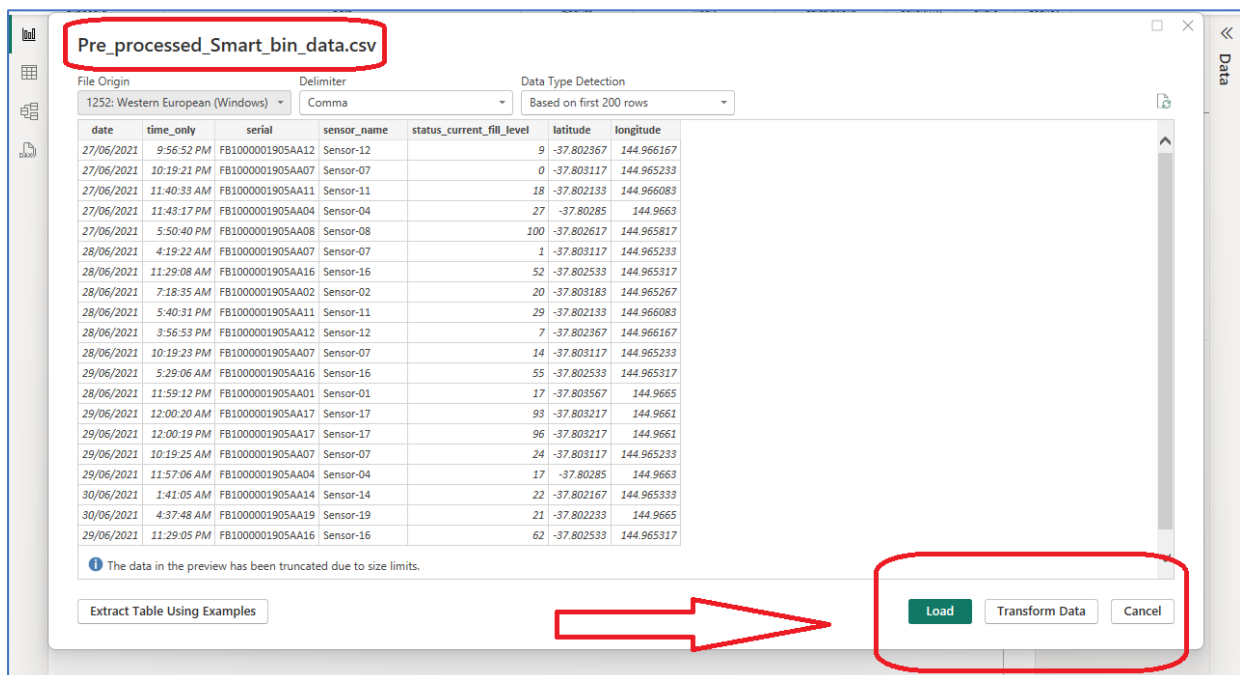 Pre_processed_Smart_bin_data.csv
Data
File Origin Delimiter Data Type Detection
1252: Western European (Windows) Comma Based on first 200 rows
date time_only serial sensor_name status_current_fill_level latitude longitude
27/06/2021 9:56:52 PM FB1000001905AA12 Sensor-12 9 -37.802367 144.966167
27/06/2021 10:19:21 PM FB1000001905AA07 Sensor-07 0 -37.803117 144.965233
27/06/2021 11:40:33 AM FB1000001905AA11 Sensor-11 18 -37.802133 144.966083
27/06/2021 11:43:17 PM FB1000001905AA04 Sensor-04 27 -37.80285 144.9663
27/06/2021 5:50:40 PM FB1000001905AA08 Sensor-08 100 -37.802617 144.965817
28/06/2021 4:19:22 AM FB1000001905AA07 Sensor-07 1 -37.803117 144.965233
28/06/2021 11:29:08 AM FB1000001905AA16 Sensor-16 52 -37.802533 144.965317
28/06/2021 7:18:35 AM FB1000001905AA02 Sensor-02 20 -37.803183 144.965267
28/06/2021 5:40:31 PM FB1000001905AA11 Sensor-11 29 -37.802133 144.966083
28/06/2021 3:56:53 PM FB1000001905AA12 Sensor-12 7 -37.802367 144.966167
28/06/2021 10:19:23 PM FB1000001905AA07 Sensor-07 14 -37.803117 144.965233
29/06/2021 5:29:06 AM FB1000001905AA16 Sensor-16 55 -37.802533 144.965317
28/06/2021 11:59:12 PM FB1000001905AA01 Sensor-01 17 -37.803567 144.9665
29/06/2021 12:00:20 AM FB1000001905AA17 Sensor-17 93 -37.803217 144.9661
29/06/2021 12:00:19 PM FB1000001905AA17 Sensor-17 96 -37.803217 144.9661
29/06/2021 10:19:25 AM FB1000001905AA07 Sensor-07 24 -37.803117 144.965233
29/06/2021 11:57:06 AM FB1000001905AA04 Sensor-04 17 -37.80285 144.9663
30/06/2021 1:41:05 AM FB1000001905AA14 Sensor-14 22 -37.802167 144.965333
30/06/2021 4:37:48 AM FB1000001905AA19 Sensor-19 21 -37.802233 144.9665
29/06/2021 11:29:05 PM FB1000001905AA16 Sensor-16 62 -37.802533 144.965317
The data in the preview has been truncated due to size limits.
Extract Table Using Examples Load Transform Data Cancel